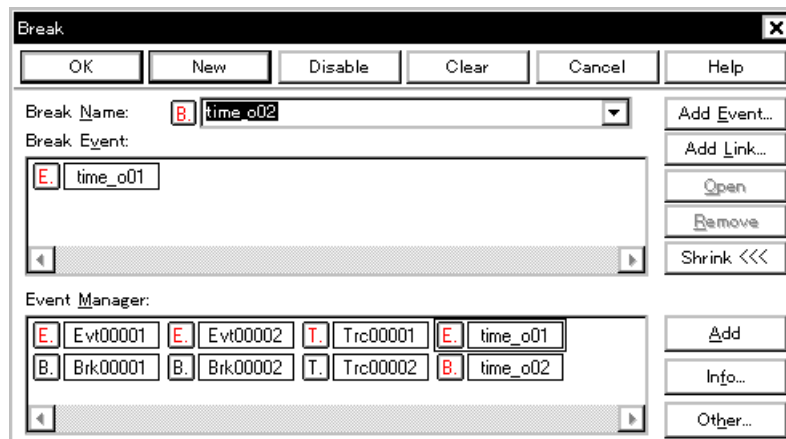 Break
OK New Disable Clear Cancel Help
Break Name: B. time_o02 Add Event...
Break Event: Add Link...
E. time_o01 Open
Remove
Shrink <<<
Event Manager:
E. Evt00001 E. Evt00002 T. Trc00001 E. time_o01 Add
B. Brk00001 B. Brk00002 T. Trc00002 B. time_o02 Info...
Other...